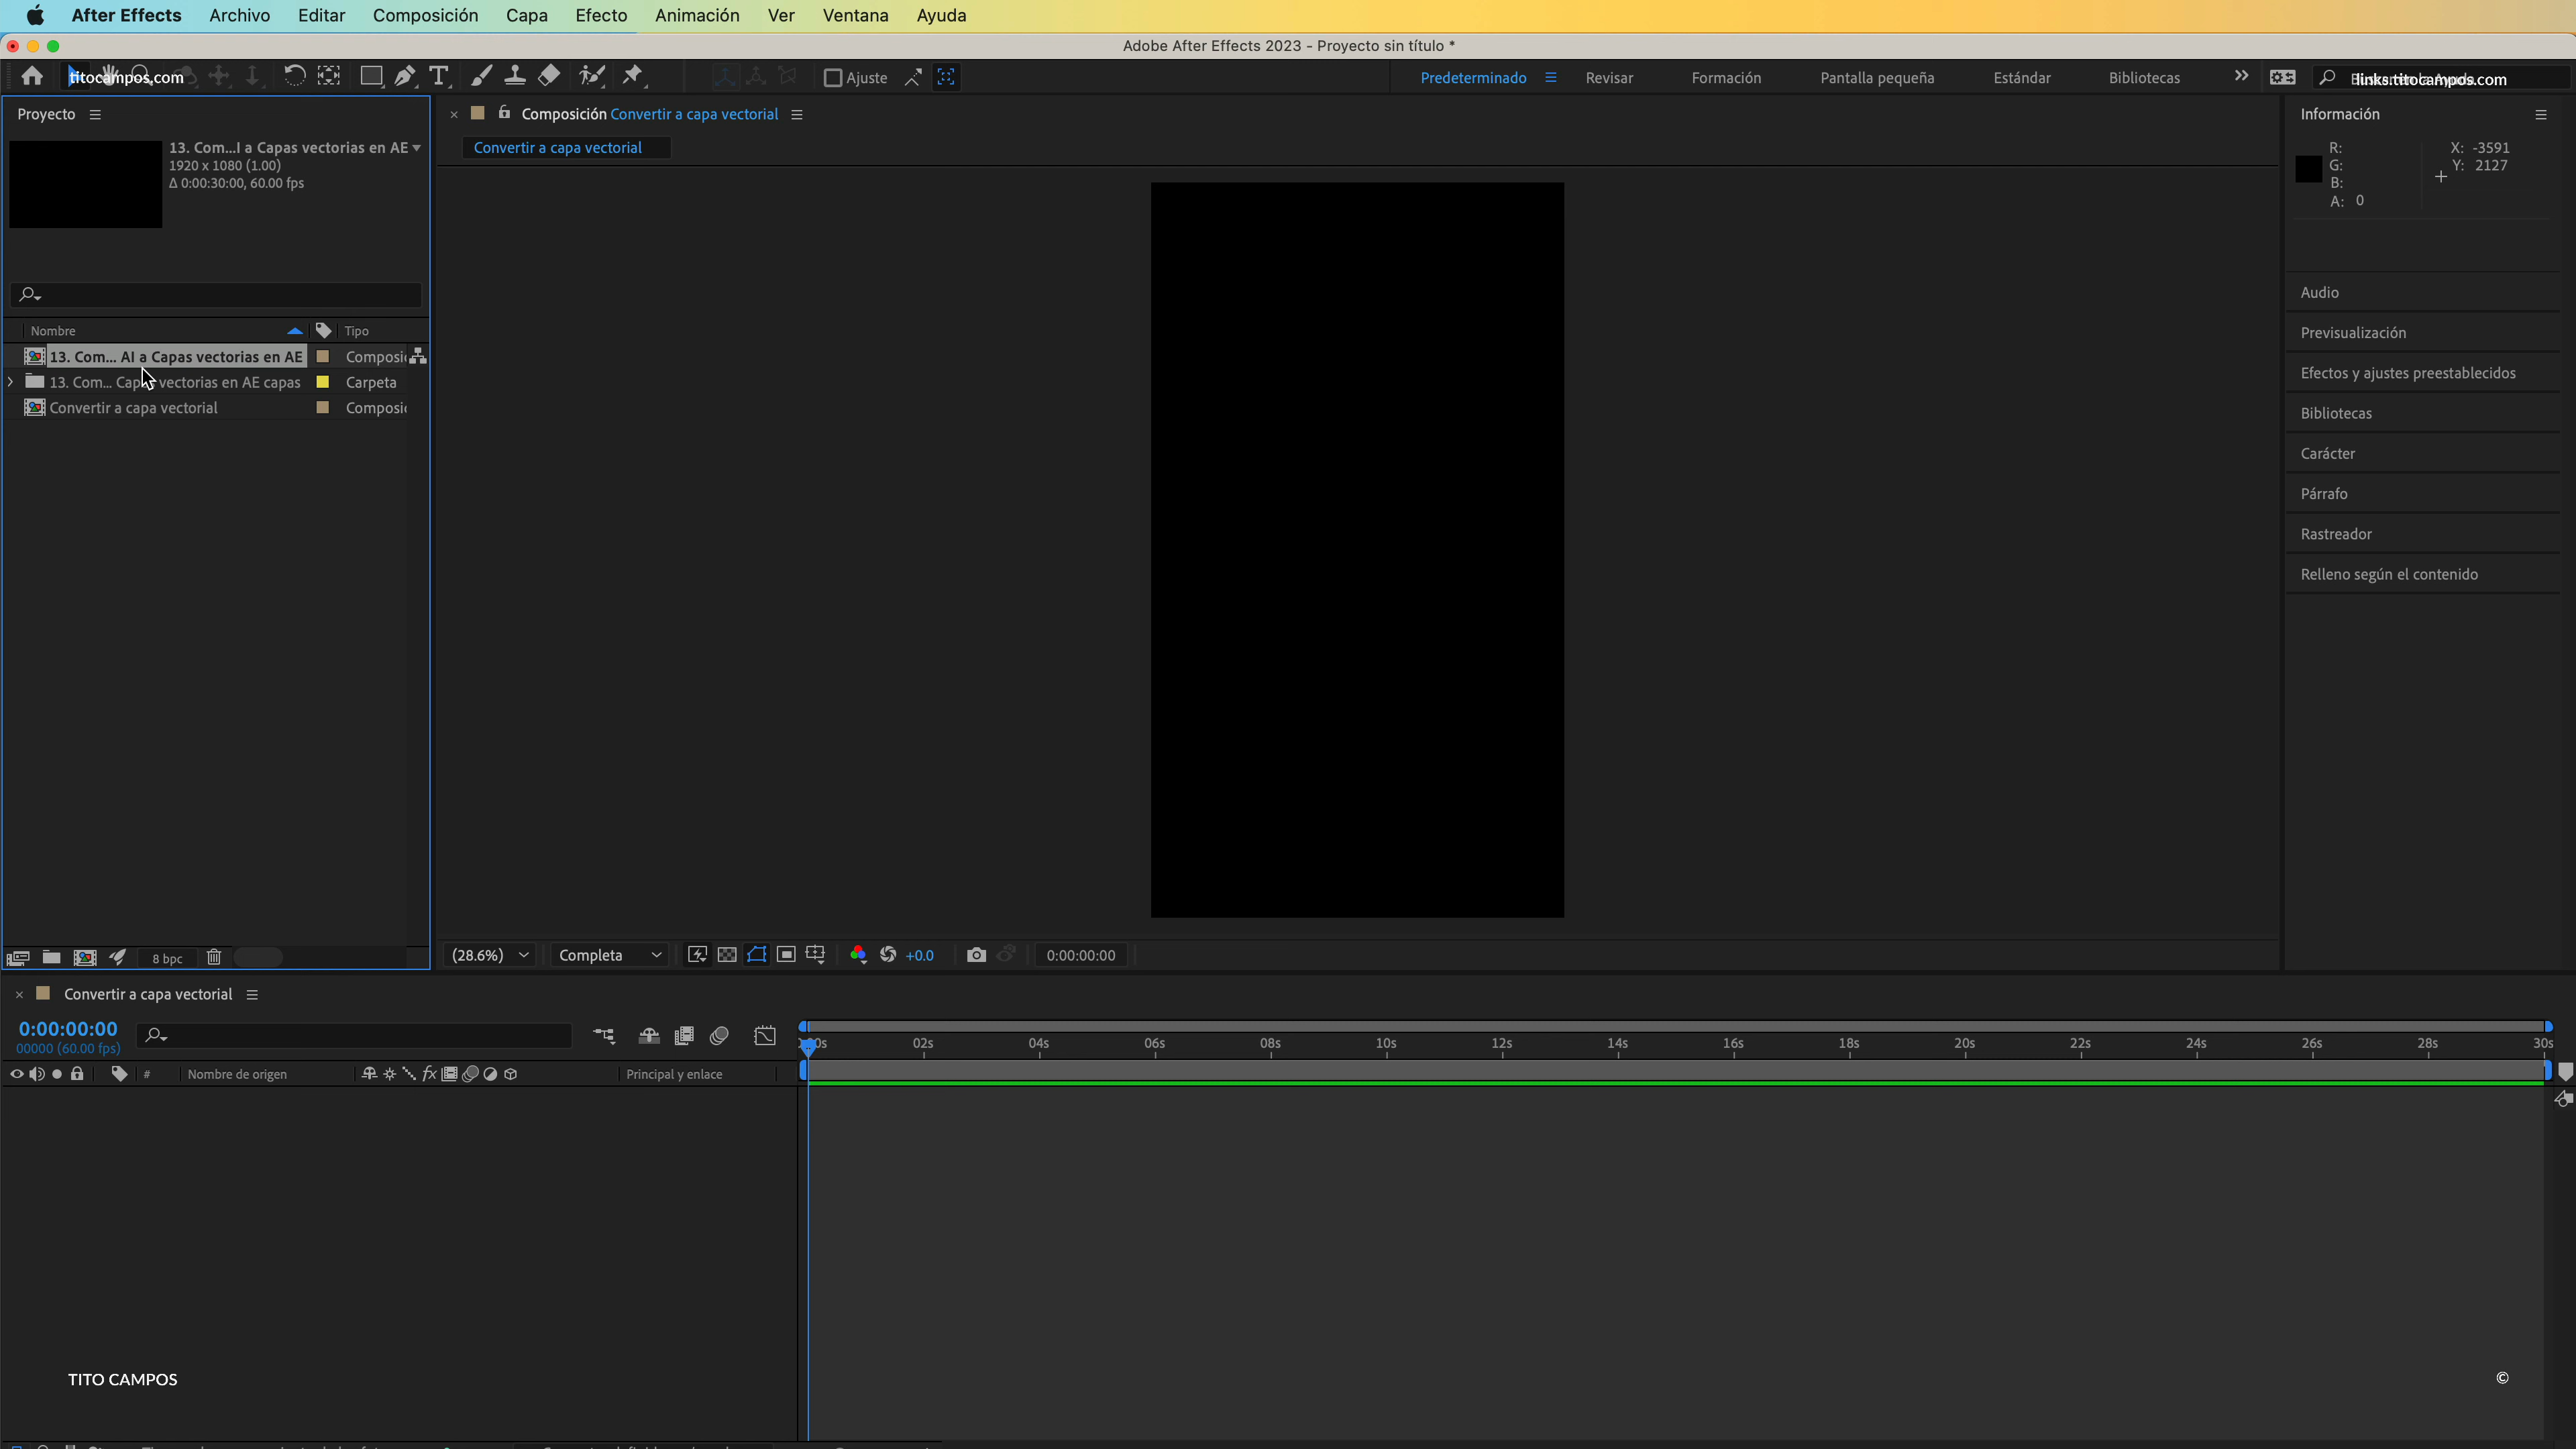 After Effects Archivo Editar Composición Capa Efecto Animación Ver Ventana Ayuda
Adobe After Effects 2023 - Proyecto sin título *
titocampos.com
Ajuste
Predeterminado Revisar Formación Pantalla pequeña Estándar Bibliotecas
links.titocampos.com
Proyecto
13. Com...l a Capas vectorias en AE
1920 x 1080 (1.00)
Δ 0:00:30:00, 60.00 fps
Nombre Tipo
13. Com... AI a Capas vectorias en AE Composi
13. Com... Capas vectorias en AE capas Carpeta
Convertir a capa vectorial Composi
8 bpc
Composición Convertir a capa vectorial
Convertir a capa vectorial
(28.6%) Completa +0.0 0:00:00:00
Información
R: X: -3591
G: Y: 2127
B:
A: 0
Audio
Previsualización
Efectos y ajustes preestablecidos
Bibliotecas
Carácter
Párrafo
Rastreador
Relleno según el contenido
Convertir a capa vectorial
0:00:00:00
00000 (60.00 fps)
02s 04s 06s 08s 10s 12s 14s 16s 18s 20s 22s 24s 26s 28s 30s
# Nombre de origen fx Principal y enlace
TITO CAMPOS ©